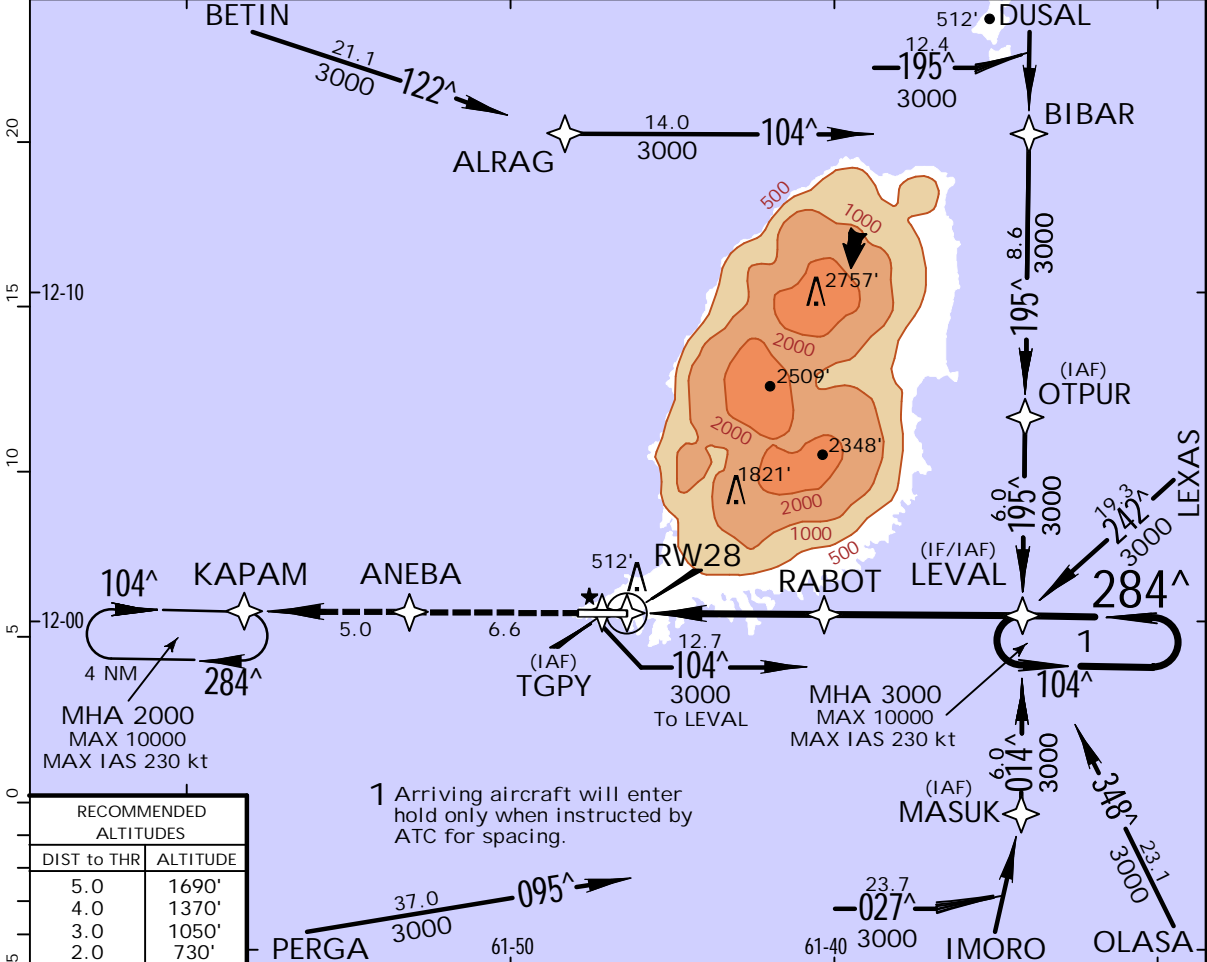 BETIN
21.1
3000
122^
512'
DUSAL
12.4
195^
3000
20
14.0
3000
104^
ALRAG
BIBAR
500
1000
8.6
3000
2757'
15
12-10
195^
2000
2509'
(IAF)
OTPUR
2000
2348'
10
1821'
2000
1000
500
6.0
195^
3000
19.3
242^
3000
LEXAS
512'
RW28
(IF/IAF)
LEVAL
284^
104^
KAPAM
ANEBA
RABOT
12-00
5
5.0
6.6
12.7
104^
3000
To LEVAL
(IAF)
TGPY
1
104^
4 NM
284^
MHA 2000
MAX 10000
MAX IAS 230 kt
MHA 3000
MAX 10000
MAX IAS 230 kt
6.0
014^
3000
(IAF)
MASUK
348^
23.1
3000
0
1 Arriving aircraft will enter
hold only when instructed by
ATC for spacing.
RECOMMENDED
ALTITUDES
DIST to THR ALTITUDE
5.0 1690'
4.0 1370'
3.0 1050'
2.0 730'
37.0
3000
095^
PERGA
61-50
61-40
23.7
027^
3000
IMORO
OLASA
5